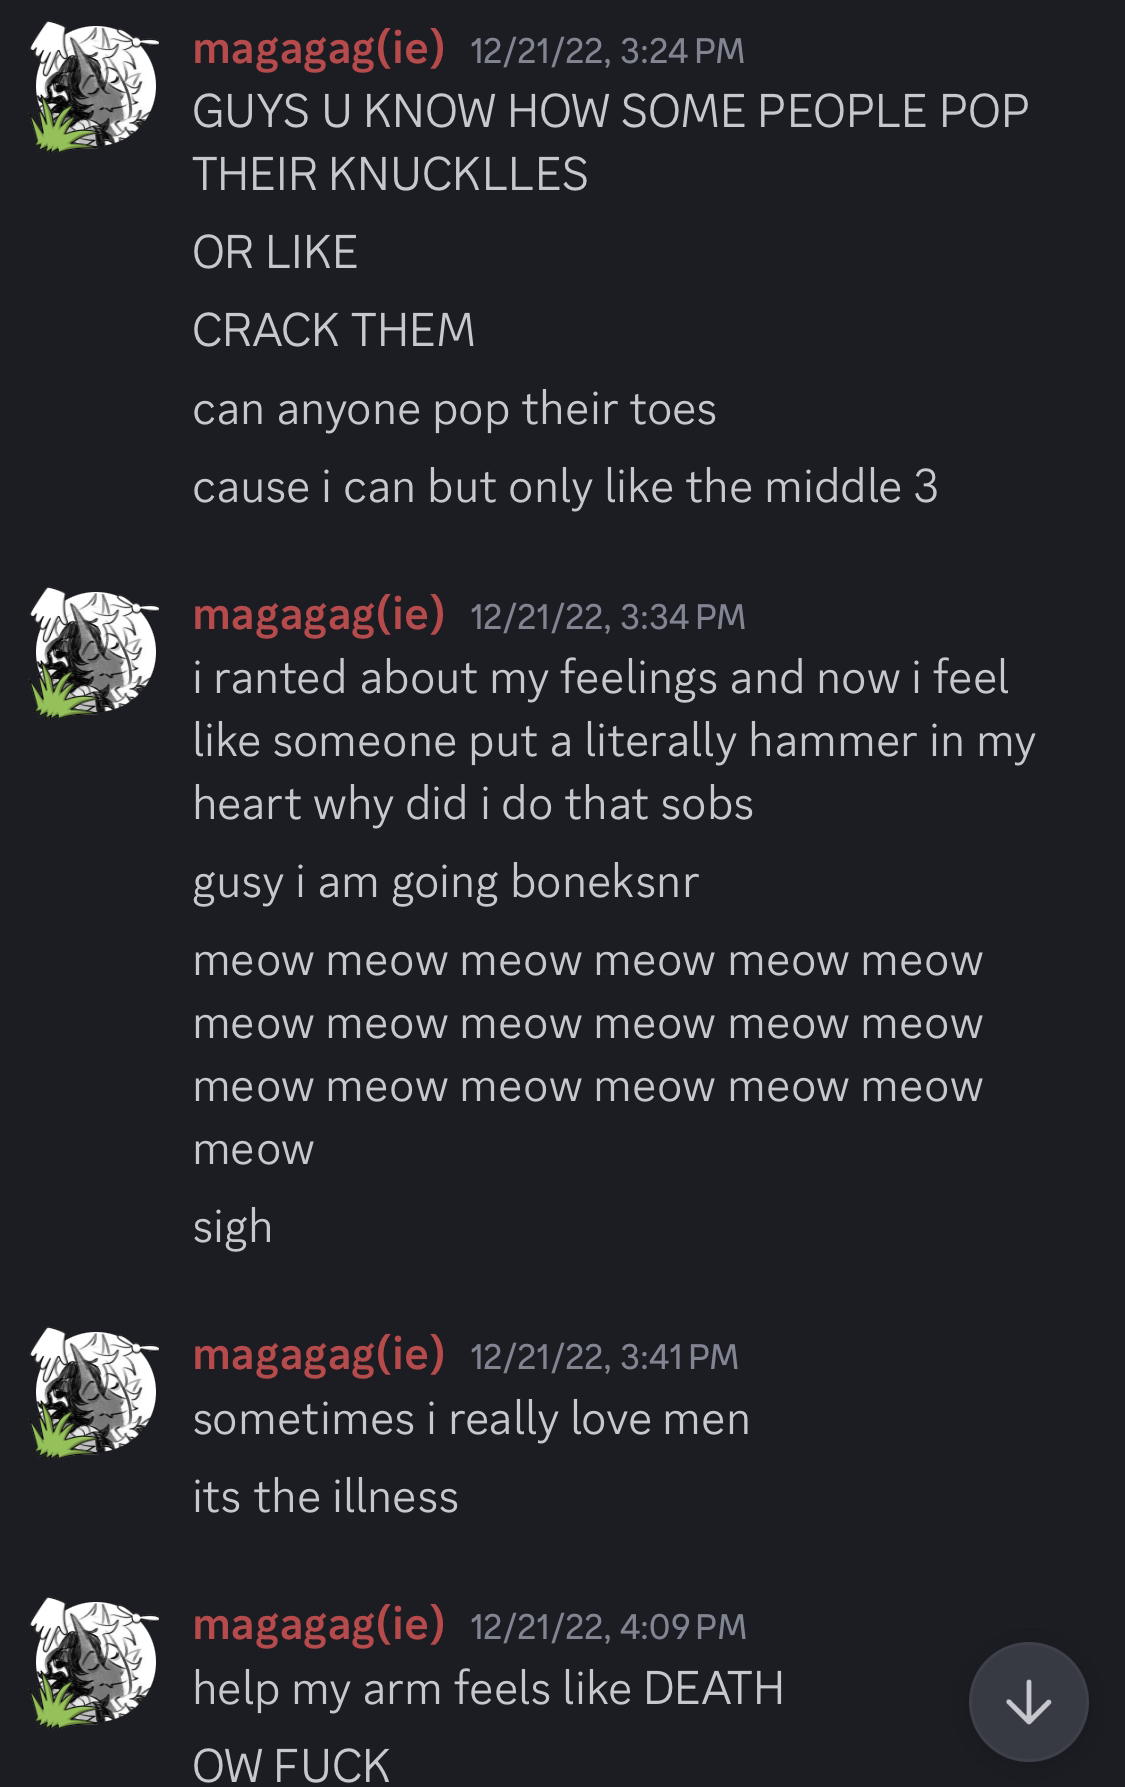 magagag(ie) 12/21/22, 3:24 PM
GUYS U KNOW HOW SOME PEOPLE POP
THEIR KNUCKLLES
OR LIKE
CRACK THEM
can anyone pop their toes
cause i can but only like the middle 3
magagag(ie) 12/21/22, 3:34 PM
i ranted about my feelings and now i feel
like someone put a literally hammer in my
heart why did i do that sobs
gusy i am going boneksnr
meow meow meow meow meow meow
meow meow meow meow meow meow
meow meow meow meow meow meow
meow
sigh
magagag(ie) 12/21/22, 3:41 PM
sometimes i really love men
its the illness
magagag(ie) 12/21/22, 4:09 PM
help my arm feels like DEATH
OW FUCK